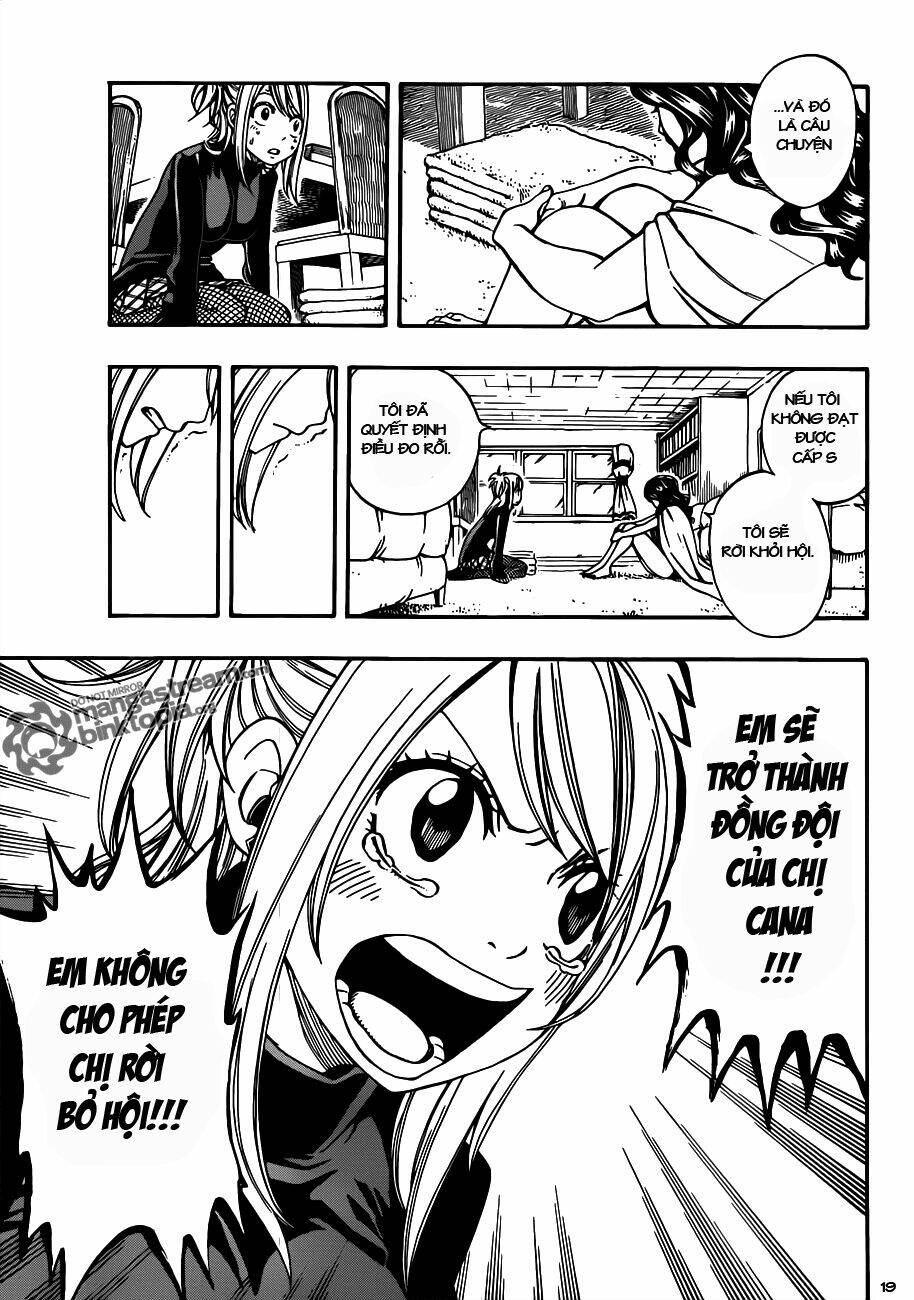 ...VÀ ĐÓ
LÀ CÂU
CHUYỆN
NẾU TÔI
KHÔNG ĐẠT
ĐƯỢC
CẤP S
TÔI SẼ
RỜI KHỎI HỘI.
TÔI ĐÃ
QUYẾT ĐỊNH
ĐIỀU ĐO RỒI.
EM SẼ
TRỞ THÀNH
ĐỒNG ĐỘI
CỦA CHỊ
CANA
!!!
EM KHÔNG
CHO PHÉP
CHỊ RỜI
BỎ HỘI!!!
DO NOT MIRROR
mangastream.com
binktopia.cc
19